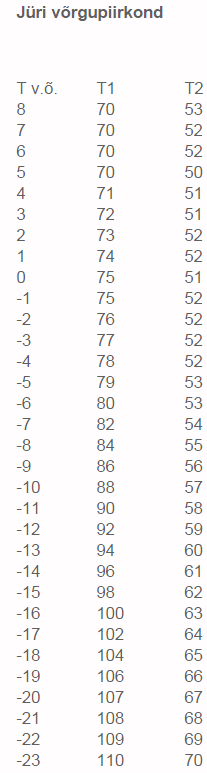 Jüri võrgupiirkond
T v.õ. T1 T2
8 70 53
7 70 52
6 70 52
5 70 50
4 71 51
3 72 51
2 73 52
1 74 52
0 75 51
-1 75 52
-2 76 52
-3 77 52
-4 78 52
-5 79 53
-6 80 53
-7 82 54
-8 84 55
-9 86 56
-10 88 57
-11 90 58
-12 92 59
-13 94 60
-14 96 61
-15 98 62
-16 100 63
-17 102 64
-18 104 65
-19 106 66
-20 107 67
-21 108 68
-22 109 69
-23 110 70